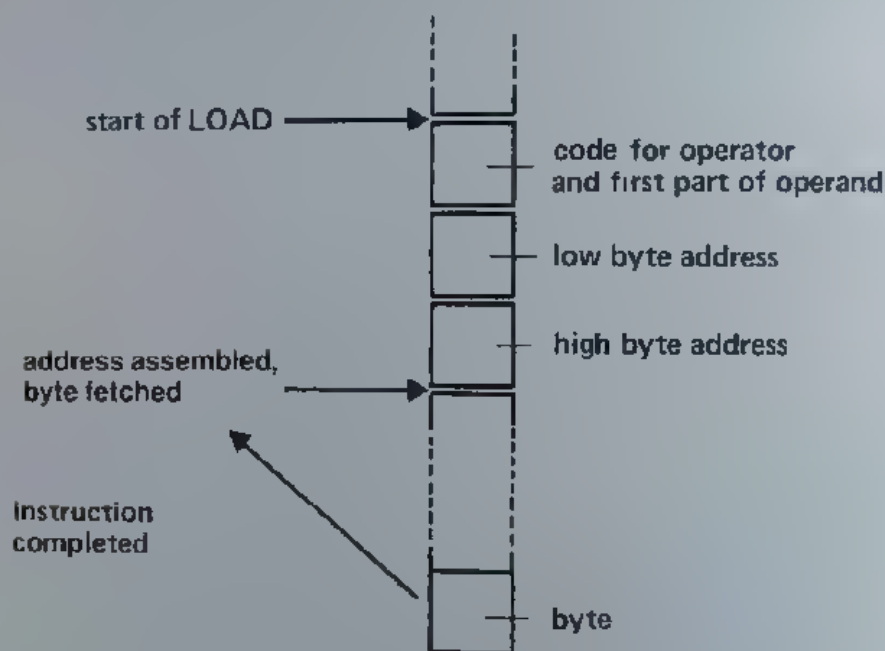 start of LOAD
code for operator
and first part of operand
low byte address
high byte address
address assembled,
byte fetched
Instruction
completed
byte